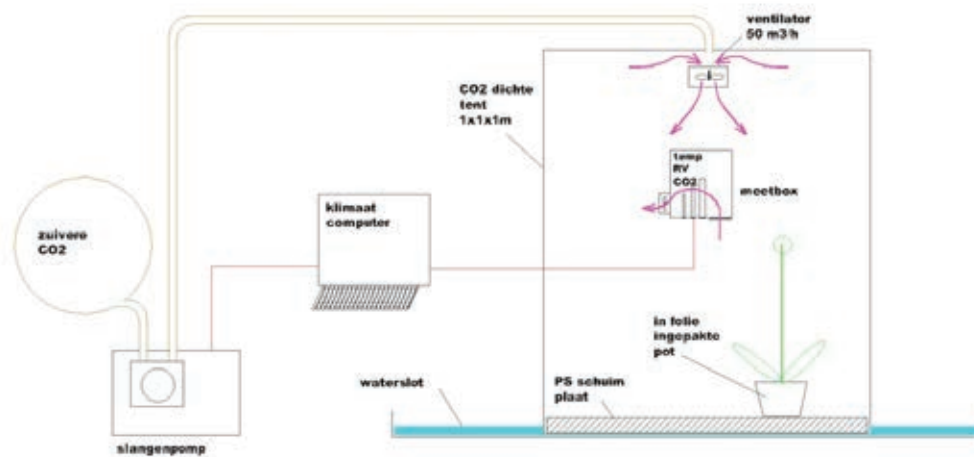 ventilator
50 m3/h
CO2 dichte
tent
1x1x1m
temp
RV
CO2
meetbox
klimaat
computer
zuivere
CO2
in folie
ingepakte
pot
PS schuim
plaat
waterslot
slangenpomp